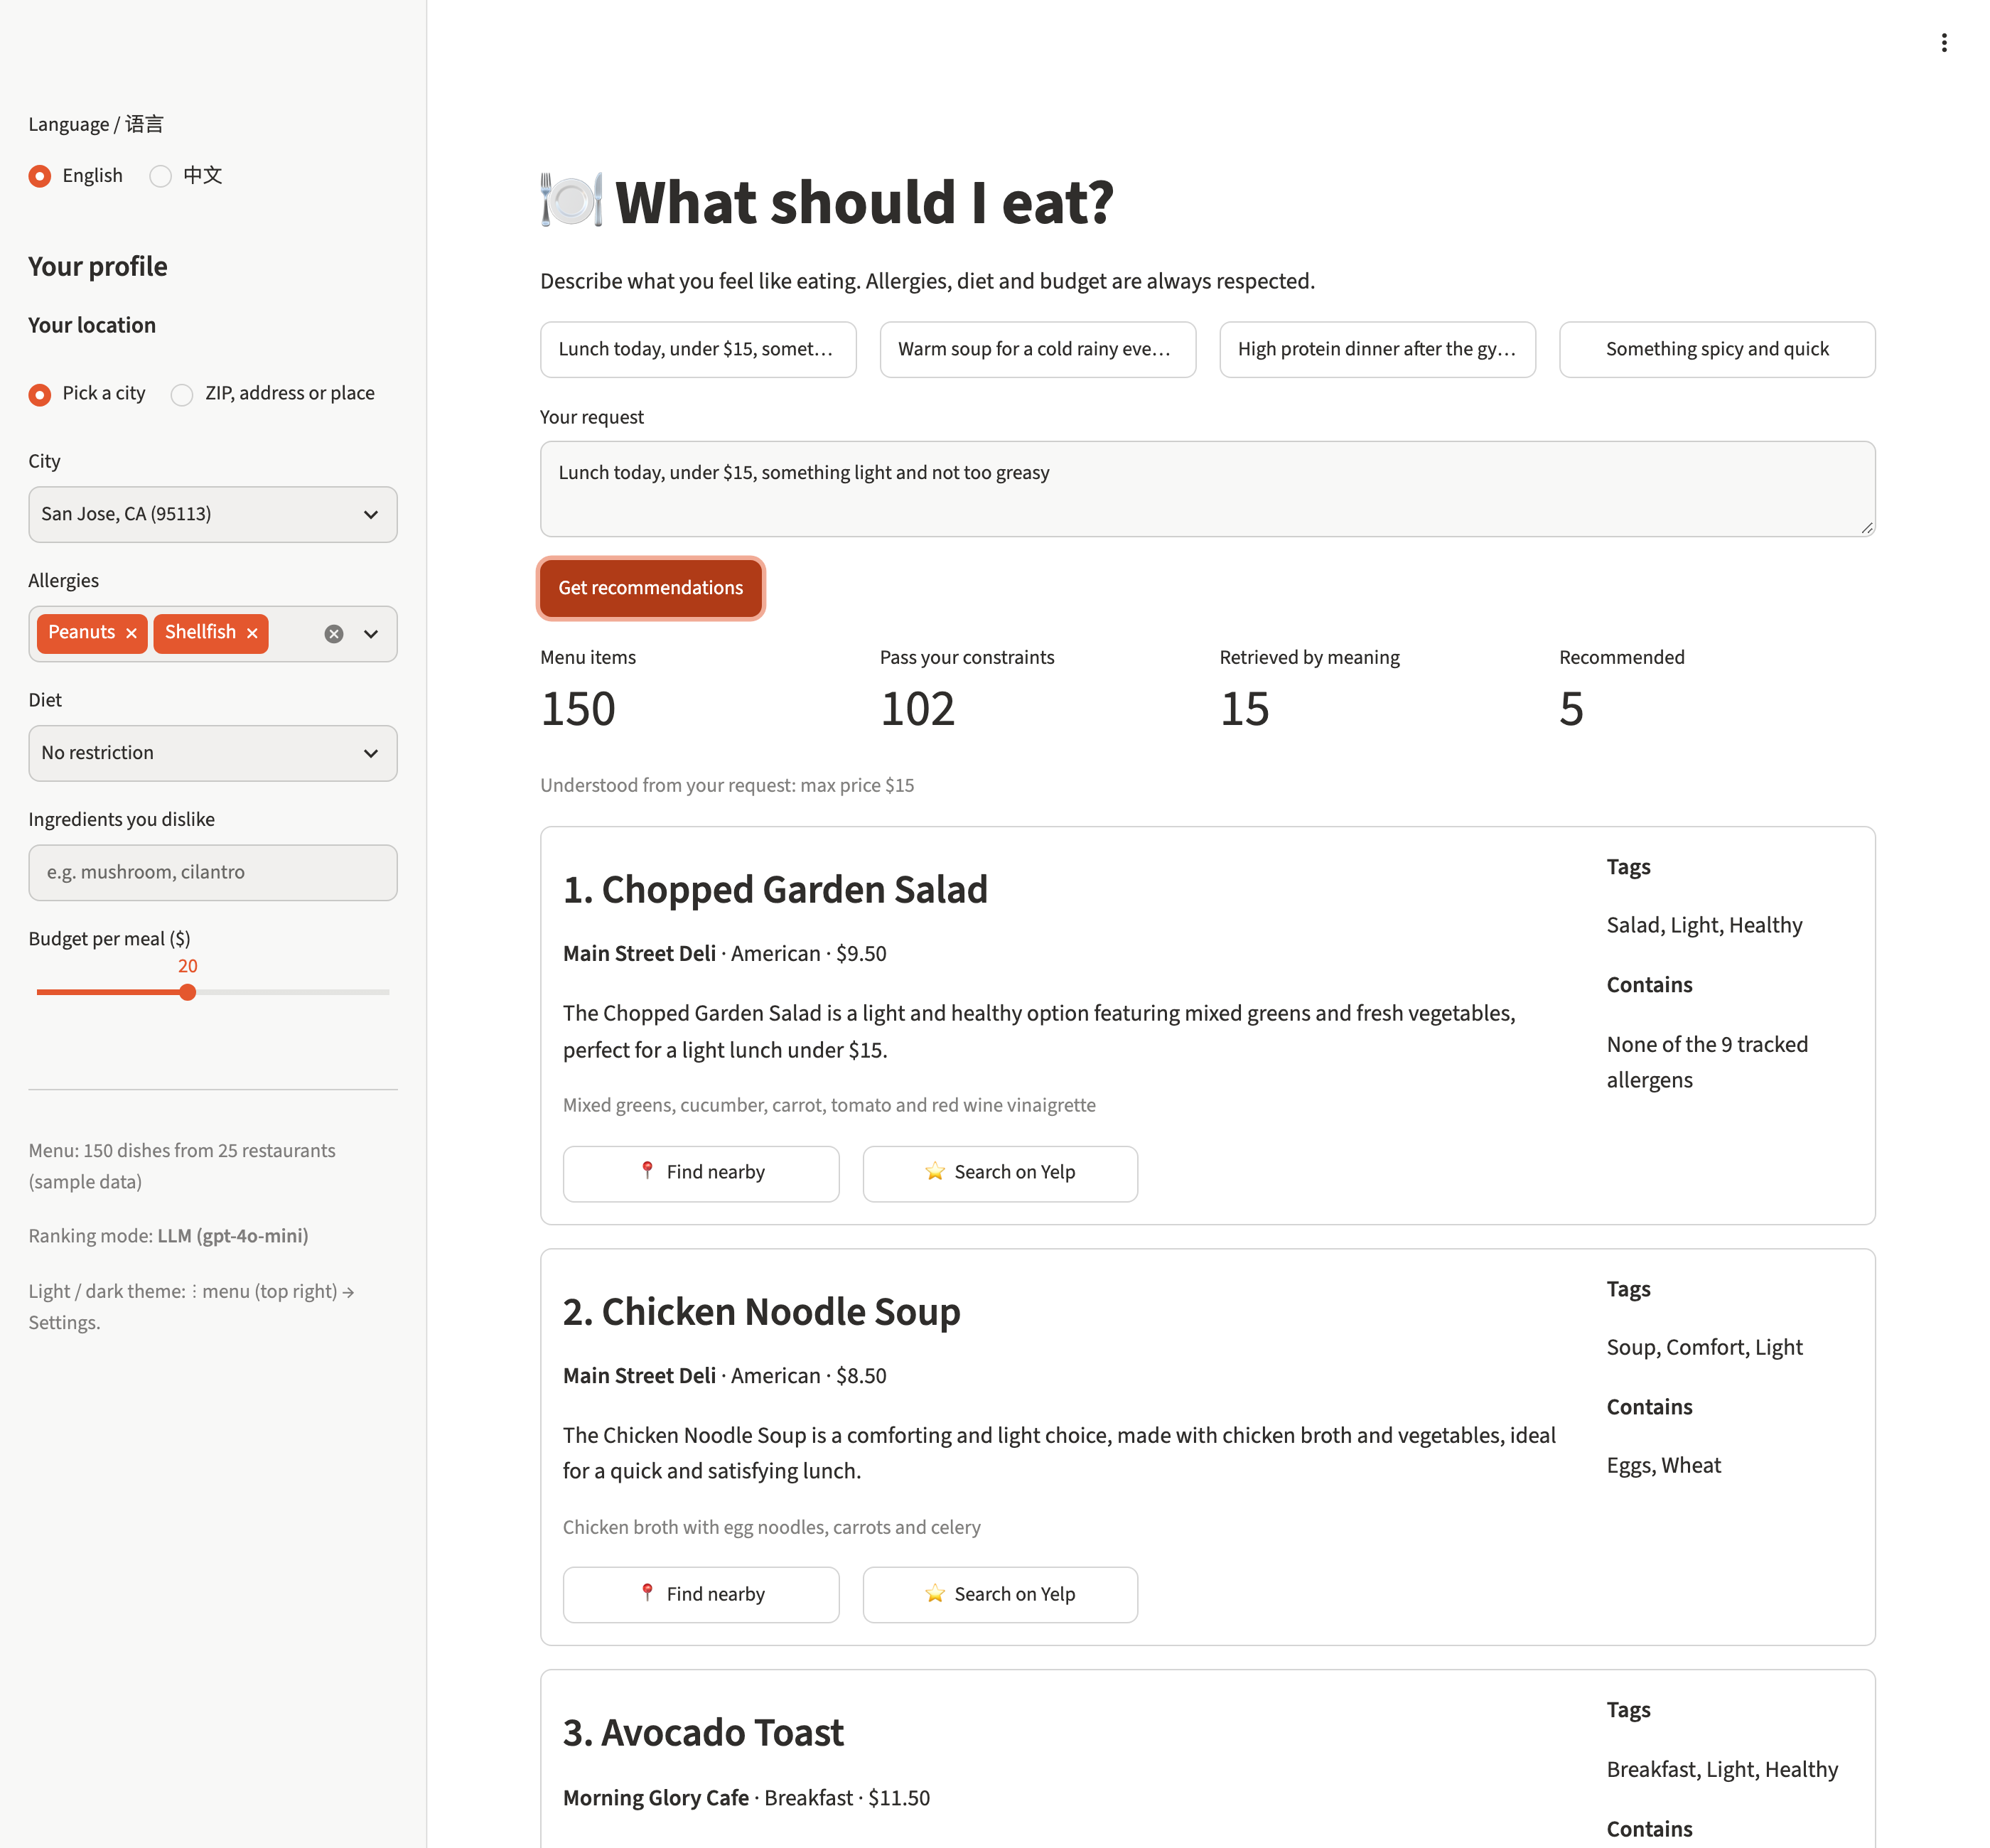 Language / 语言
English
中文
Your profile
Your location
Pick a city
ZIP, address or place
City
San Jose, CA (95113)
Allergies
Peanuts
Shellfish
Diet
No restriction
Ingredients you dislike
e.g. mushroom, cilantro
Budget per meal ($)
20
Menu: 150 dishes from 25 restaurants
(sample data)
Ranking mode: LLM (gpt-4o-mini)
Light / dark theme: ⋮ menu (top right) →
Settings.
What should I eat?
Describe what you feel like eating. Allergies, diet and budget are always respected.
Lunch today, under $15, somet…
Warm soup for a cold rainy eve…
High protein dinner after the gy…
Something spicy and quick
Your request
Lunch today, under $15, something light and not too greasy
Get recommendations
Menu items
150
Pass your constraints
102
Retrieved by meaning
15
Recommended
5
Understood from your request: max price $15
1. Chopped Garden Salad
Main Street Deli · American · $9.50
The Chopped Garden Salad is a light and healthy option featuring mixed greens and fresh vegetables,
perfect for a light lunch under $15.
Mixed greens, cucumber, carrot, tomato and red wine vinaigrette
Find nearby
Search on Yelp
Tags
Salad, Light, Healthy
Contains
None of the 9 tracked
allergens
2. Chicken Noodle Soup
Main Street Deli · American · $8.50
The Chicken Noodle Soup is a comforting and light choice, made with chicken broth and vegetables, ideal
for a quick and satisfying lunch.
Chicken broth with egg noodles, carrots and celery
Find nearby
Search on Yelp
Tags
Soup, Comfort, Light
Contains
Eggs, Wheat
3. Avocado Toast
Morning Glory Cafe · Breakfast · $11.50
Tags
Breakfast, Light, Healthy
Contains